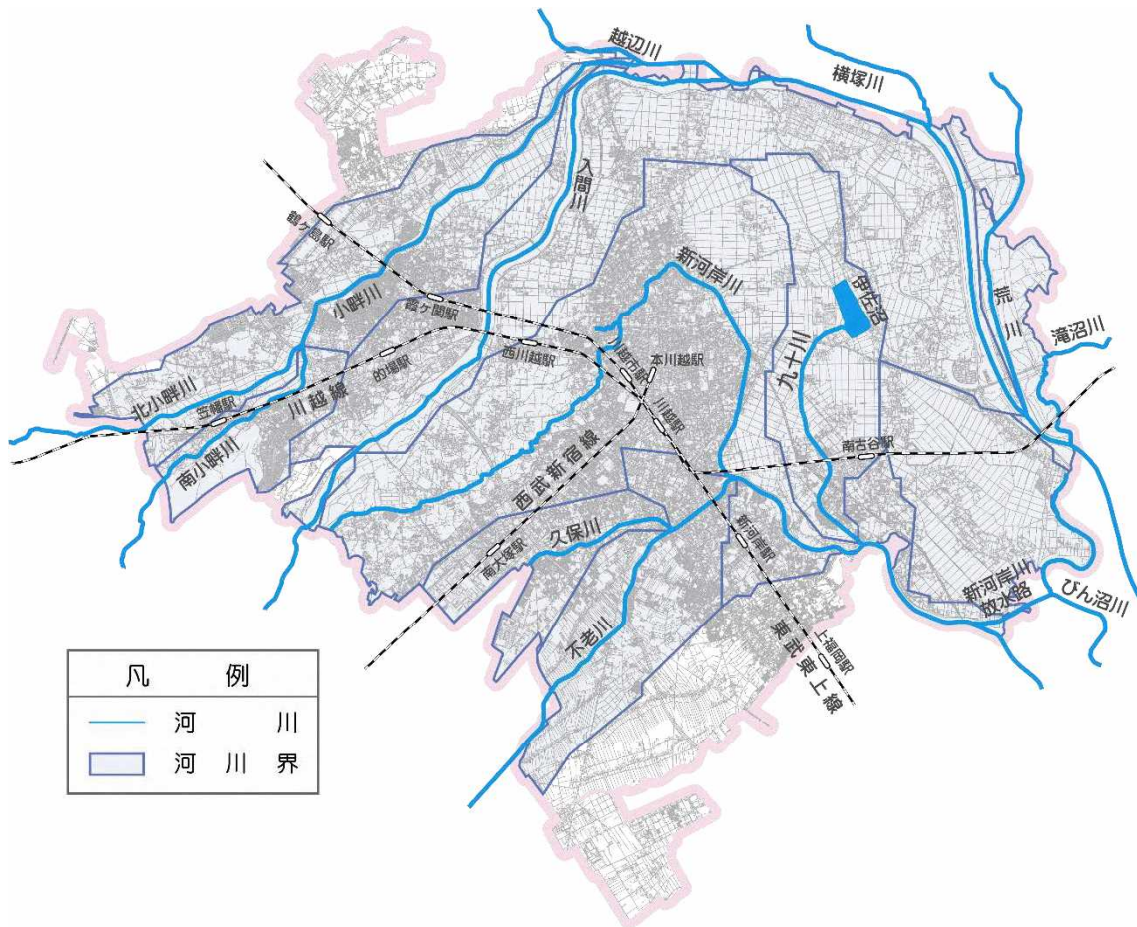 越辺川
横塚川
入間川
鶴ヶ島駅
新河岸川
伊佐沼
荒川
小畔川
霞ヶ関駅
滝沼川
九十川
西川越駅
川越市駅
本川越駅
的場駅
北小畔川
笠幡駅
川越線
川越駅
南古谷駅
南小畔川
西武新宿線
久保川
南大塚駅
新河岸駅
新河岸川
放水路
びん沼川
不老川
上福岡駅
東武東上線
凡例
河川
河川界